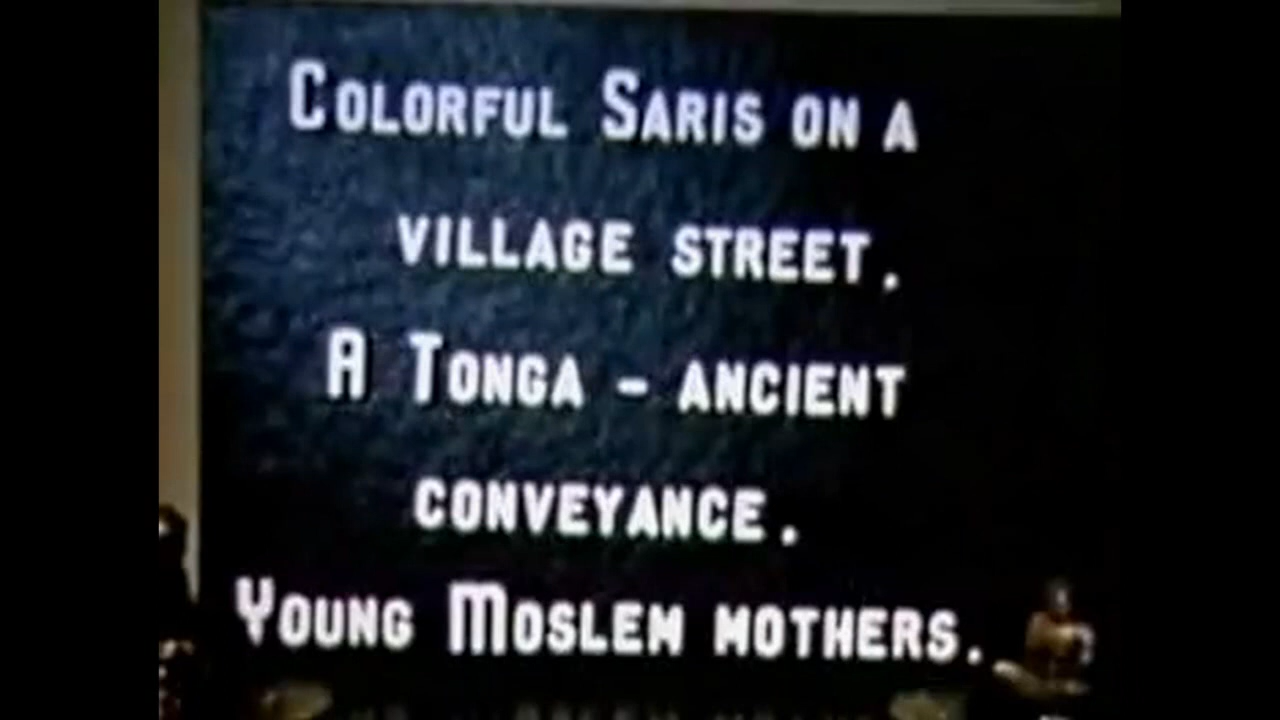 Colorful Saris on a
village street.
A Tonga - ancient
conveyance.
Young Moslem mothers.